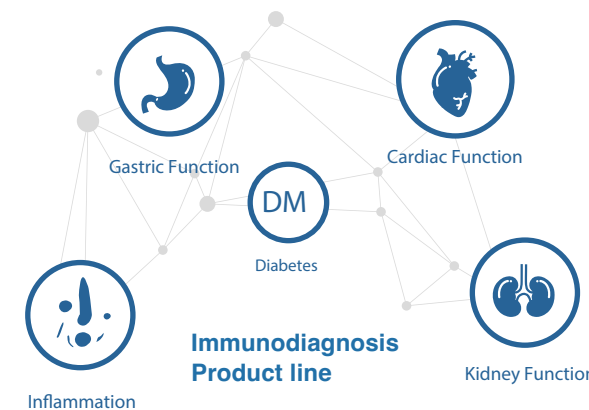 Gastric Function
Cardiac Function
DM
Diabetes
Immunodiagnosis
Product line
Kidney Function
Inflammation